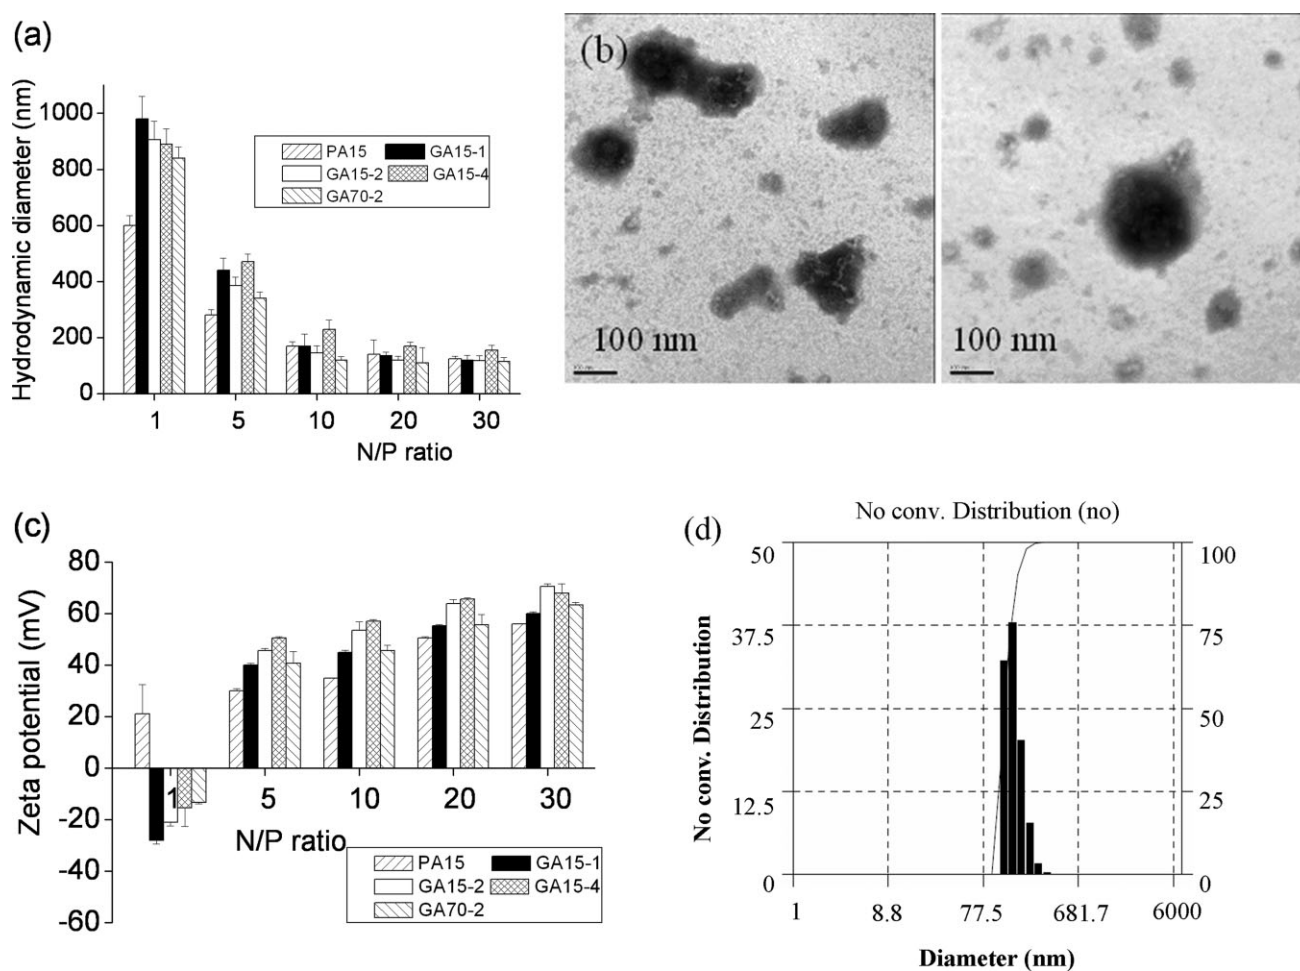 (a)
Hydrodynamic diameter (nm)
1000
800
600
400
200
0
PA15 GA15-1
GA15-2 GA15-4
GA70-2
1 5 10 20 30
N/P ratio
(b)
100 nm
100 nm
(c)
Zeta potential (mV)
80
60
40
20
0
-20
-40
-60
1 5 10 20 30
N/P ratio
PA15 GA15-1
GA15-2 GA15-4
GA70-2
(d)
No conv. Distribution (no)
No conv. Distribution
50 100
37.5 75
25 50
12.5 25
0 0
1 8.8 77.5 681.7 6000
Diameter (nm)